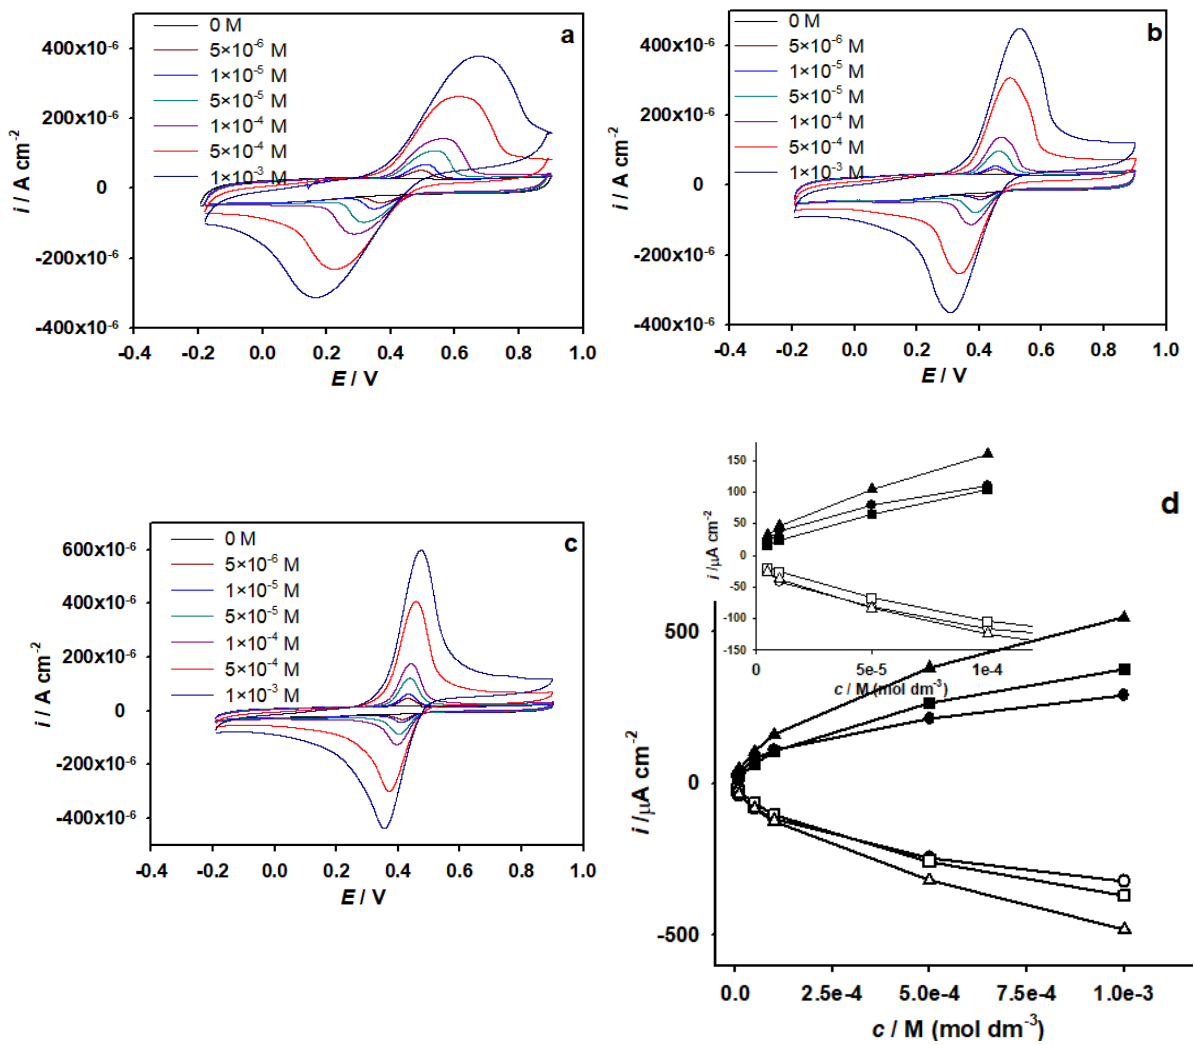 a
0 M
5×10⁻⁶ M
1×10⁻⁵ M
5×10⁻⁵ M
1×10⁻⁴ M
5×10⁻⁴ M
1×10⁻³ M
400x10⁻⁶
200x10⁻⁶
0
-200x10⁻⁶
-400x10⁻⁶
i / A cm⁻²
-0.4 -0.2 0.0 0.2 0.4 0.6 0.8 1.0
E / V
b
0 M
5×10⁻⁶ M
1×10⁻⁵ M
5×10⁻⁵ M
1×10⁻⁴ M
5×10⁻⁴ M
1×10⁻³ M
400x10⁻⁶
200x10⁻⁶
0
-200x10⁻⁶
-400x10⁻⁶
i / A cm⁻²
-0.4 -0.2 0.0 0.2 0.4 0.6 0.8 1.0
E / V
c
0 M
5×10⁻⁶ M
1×10⁻⁵ M
5×10⁻⁵ M
1×10⁻⁴ M
5×10⁻⁴ M
1×10⁻³ M
600x10⁻⁶
400x10⁻⁶
200x10⁻⁶
0
-200x10⁻⁶
-400x10⁻⁶
i / A cm⁻²
-0.4 -0.2 0.0 0.2 0.4 0.6 0.8 1.0
E / V
d
150
100
50
0
-50
-100
-150
i /µA cm⁻²
0 5e-5 1e-4
c / M (mol dm⁻³)
500
0
-500
i /µA cm⁻²
0.0 2.5e-4 5.0e-4 7.5e-4 1.0e-3
c / M (mol dm⁻³)